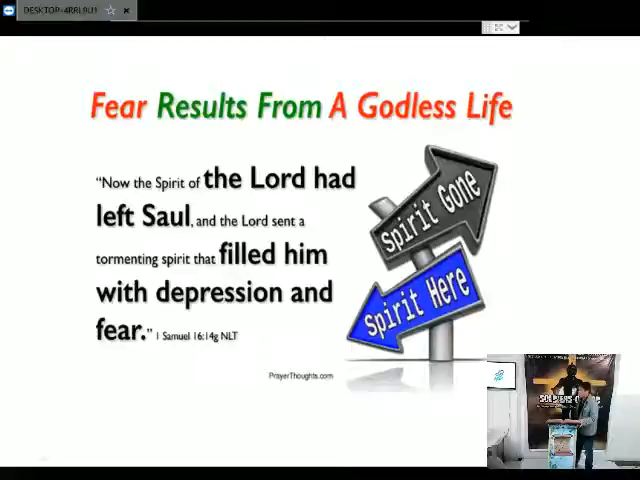 DESKTOP-4RRL9U1
Fear Results From A Godless Life
"Now the Spirit of the Lord had
left Saul, and the Lord sent a
tormenting spirit that filled him
with depression and
fear." 1 Samuel 16:14g NLT
Spirit Gone
Spirit Here
PrayerThoughts.com